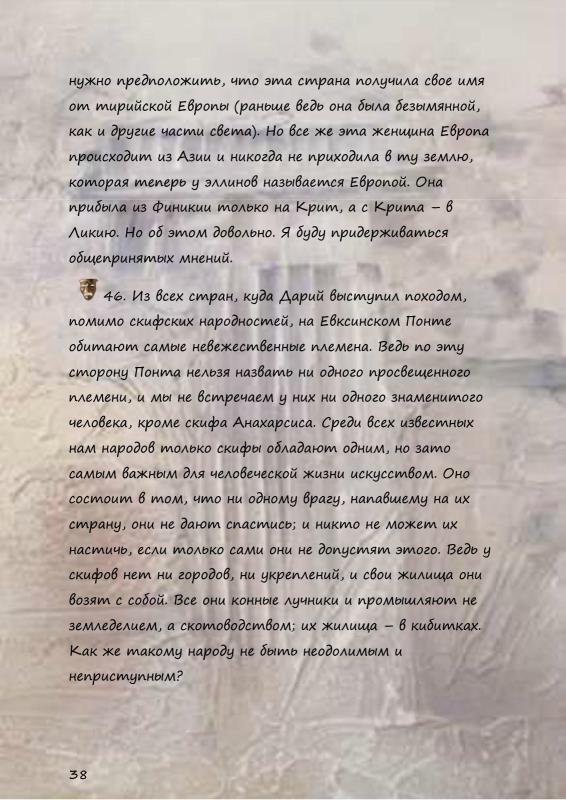 нужно предположить, что эта страна получила свое имя
от тирийской Европы (раньше ведь она была безымянной,
как и другие части света). Но все же эта женщина Европа
происходит из Азии и никогда не приходила в ту землю,
которая теперь у эллинов называется Европой. Она
прибыла из Финикии только на Крит, а с Крита – в
Ликию. Но об этом довольно. Я буду придерживаться
общепринятых мнений.
46. Из всех стран, куда Дарий выступил походом,
помимо скифских народностей, на Евксинском Понте
обитают самые невежественные племена. Ведь по эту
сторону Понта нельзя назвать ни одного просвещенного
племени, и мы не встречаем у них ни одного знаменитого
человека, кроме скифа Анахарсиса. Среди всех известных
нам народов только скифы обладают одним, но зато
самым важным для человеческой жизни искусством. Оно
состоит в том, что ни одному врагу, напавшему на их
страну, они не дают спастись; и никто не может их
настичь, если только сами они не допустят этого. Ведь у
скифов нет ни городов, ни укреплений, и свои жилища они
возят с собой. Все они конные лучники и промышляют не
земледелием, а скотоводством; их жилища – в кибитках.
Как же такому народу не быть неодолимым и
неприступным?
38